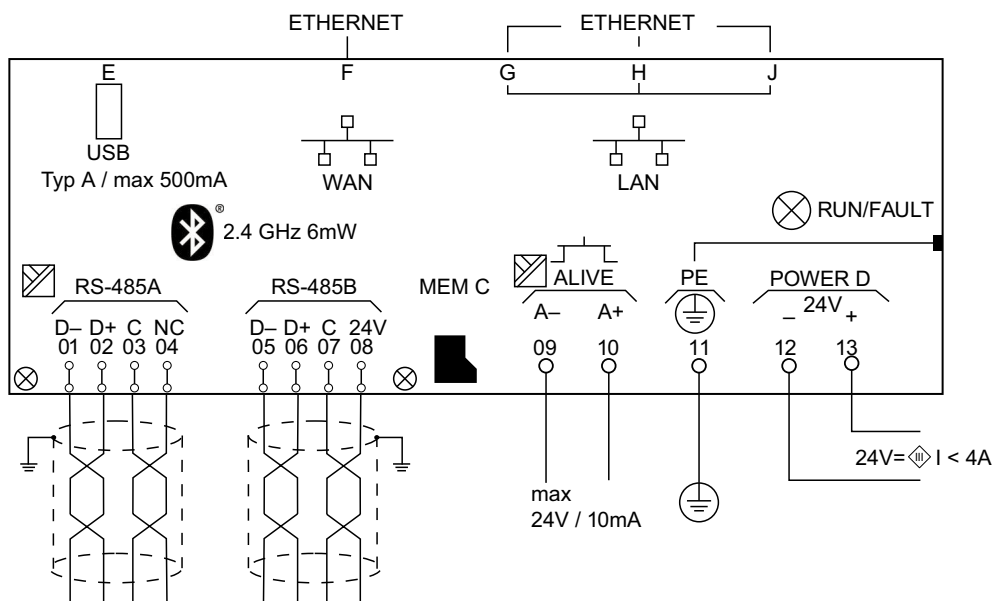 ETHERNET
ETHERNET
E
F
G
H
J
USB
Typ A / max 500mA
WAN
LAN
® 2.4 GHz 6mW
RUN/FAULT
RS-485A
RS-485B
MEM C
ALIVE
PE
POWER D
24V
D– D+ C NC
01 02 03 04
D– D+ C 24V
05 06 07 08
A– A+
– +
09 10
11
12 13
max
24V / 10mA
24V= III I < 4A